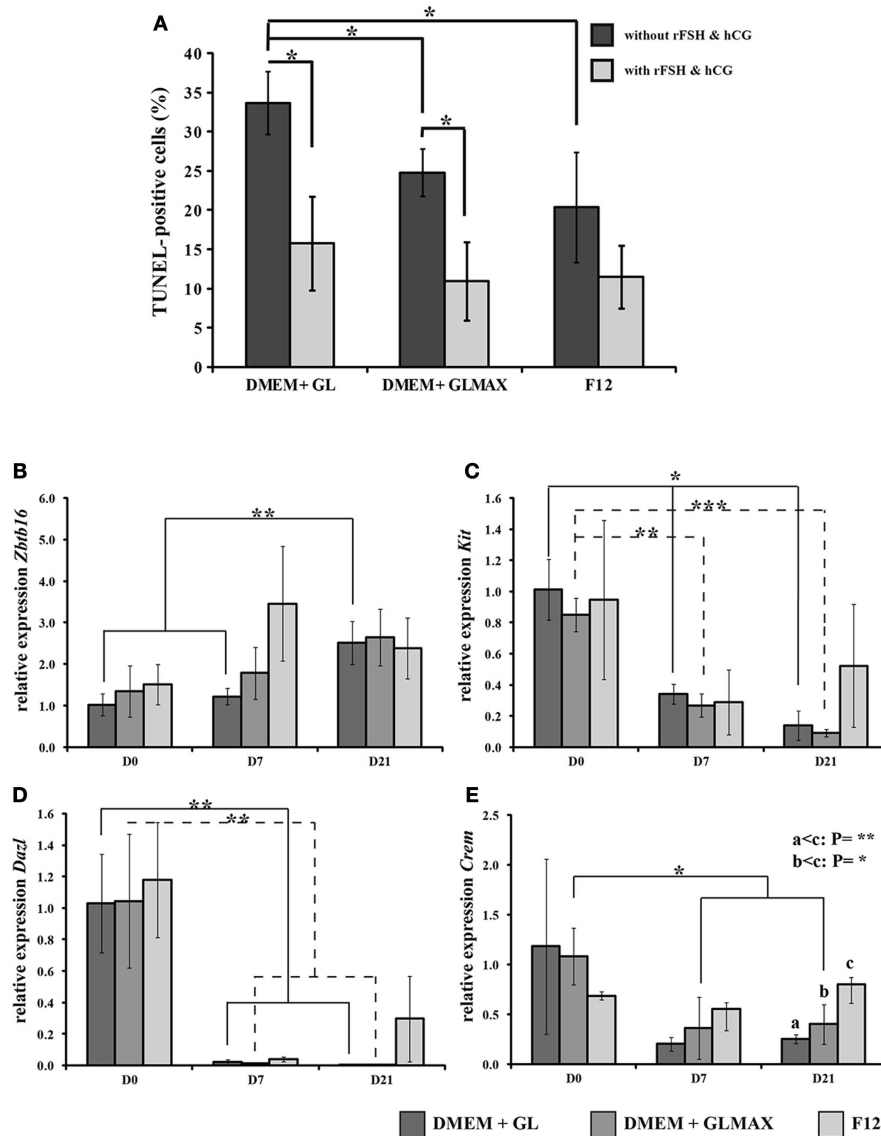 A
without rFSH & hCG
with rFSH & hCG
TUNEL-positive cells (%)
40
35
30
25
20
15
10
5
0
*
*
*
*
DMEM + GL
DMEM + GLMAX
F12
B
relative expression Zbtb16
6.0
5.0
4.0
3.0
2.0
1.0
0.0
**
D0
D7
D21
C
relative expression Kit
1.6
1.4
1.2
1.0
0.8
0.6
0.4
0.2
0.0
*
***
**
D0
D7
D21
D
relative expression Dazl
1.6
1.4
1.2
1.0
0.8
0.6
0.4
0.2
0.0
**
**
D0
D7
D21
E
relative expression Crem
2.5
2.0
1.5
1.0
0.5
0.0
a<c: P= **
b<c: P= *
*
a
b
c
D0
D7
D21
DMEM + GL
DMEM + GLMAX
F12